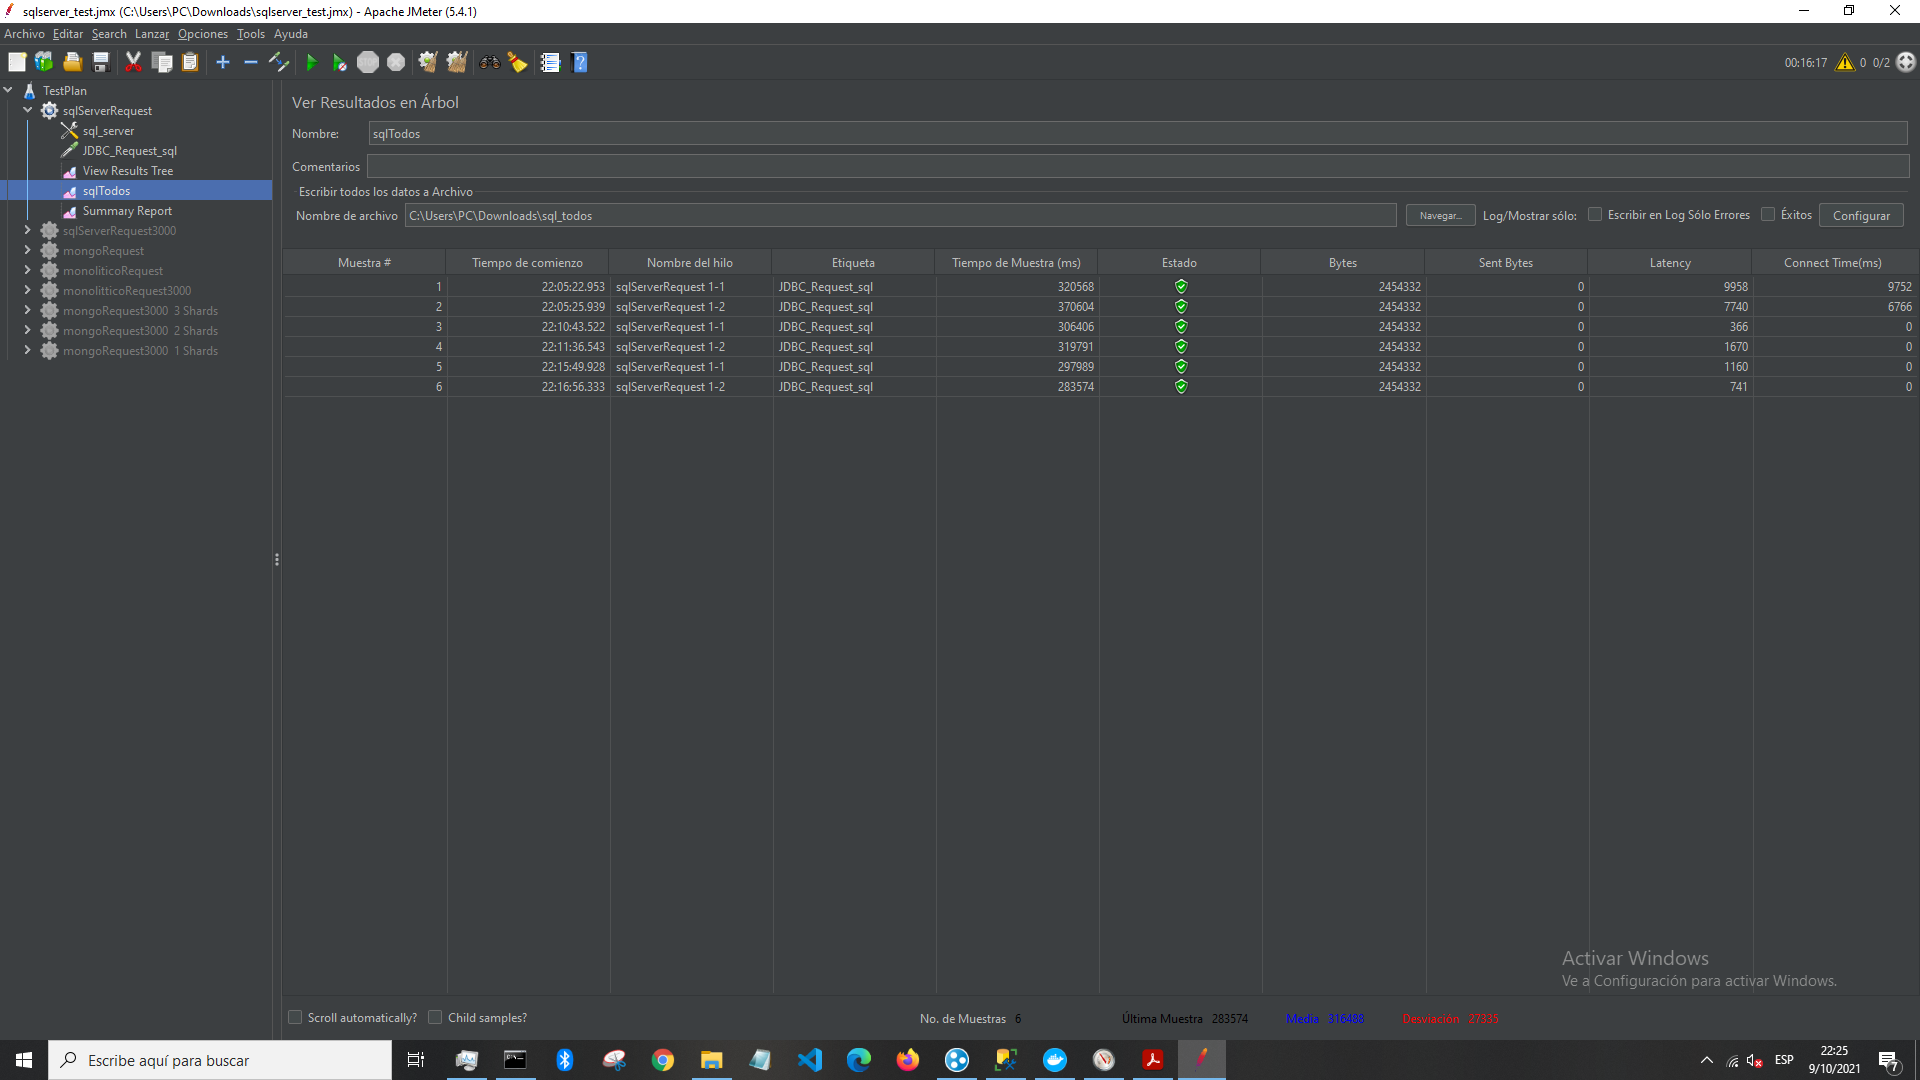 sqlserver_test.jmx (C:\Users\PC\Downloads\sqlserver_test.jmx) - Apache JMeter (5.4.1)
Archivo Editar Search Lanzar Opciones Tools Ayuda
STOP
00:16:17 0 0/2
TestPlan
sqlServerRequest
sql_server
JDBC_Request_sql
View Results Tree
sqlTodos
Summary Report
sqlServerRequest3000
mongoRequest
monoliticoRequest
monolitticoRequest3000
mongoRequest3000 3 Shards
mongoRequest3000 2 Shards
mongoRequest3000 1 Shards
Ver Resultados en Árbol
Nombre: sqlTodos
Comentarios
Escribir todos los datos a Archivo
Nombre de archivo C:\Users\PC\Downloads\sql_todos Navegar... Log/Mostrar sólo: Escribir en Log Sólo Errores Éxitos Configurar
Muestra # Tiempo de comienzo Nombre del hilo Etiqueta Tiempo de Muestra (ms) Estado Bytes Sent Bytes Latency Connect Time(ms)
1 22:05:22.953 sqlServerRequest 1-1 JDBC_Request_sql 320568 2454332 0 9958 9752
2 22:05:25.939 sqlServerRequest 1-2 JDBC_Request_sql 370604 2454332 0 7740 6766
3 22:10:43.522 sqlServerRequest 1-1 JDBC_Request_sql 306406 2454332 0 366 0
4 22:11:36.543 sqlServerRequest 1-2 JDBC_Request_sql 319791 2454332 0 1670 0
5 22:15:49.928 sqlServerRequest 1-1 JDBC_Request_sql 297989 2454332 0 1160 0
6 22:16:56.333 sqlServerRequest 1-2 JDBC_Request_sql 283574 2454332 0 741 0
Activar Windows
Ve a Configuración para activar Windows.
Scroll automatically? Child samples? No. de Muestras 6 Última Muestra 283574 Media 316488 Desviación 27335
Escribe aquí para buscar
ESP
22:25
9/10/2021
7